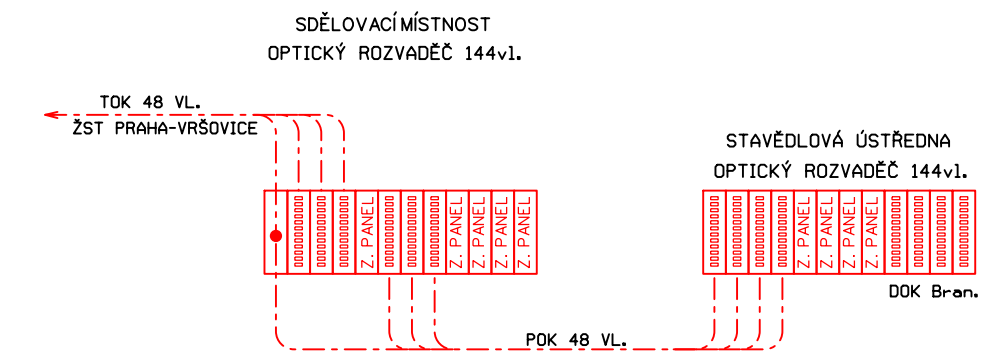 SDĚLOVACÍ MÍSTNOST
OPTICKÝ ROZVADĚČ 144vl.
TOK 48 VL.
ŽST PRAHA-VRŠOVICE
STAVĚDLOVÁ ÚSTŘEDNA
OPTICKÝ ROZVADĚČ 144vl.
Z. PANEL
Z. PANEL
Z. PANEL
Z. PANEL
Z. PANEL
Z. PANEL
Z. PANEL
Z. PANEL
Z. PANEL
DOK Bran.
POK 48 VL.